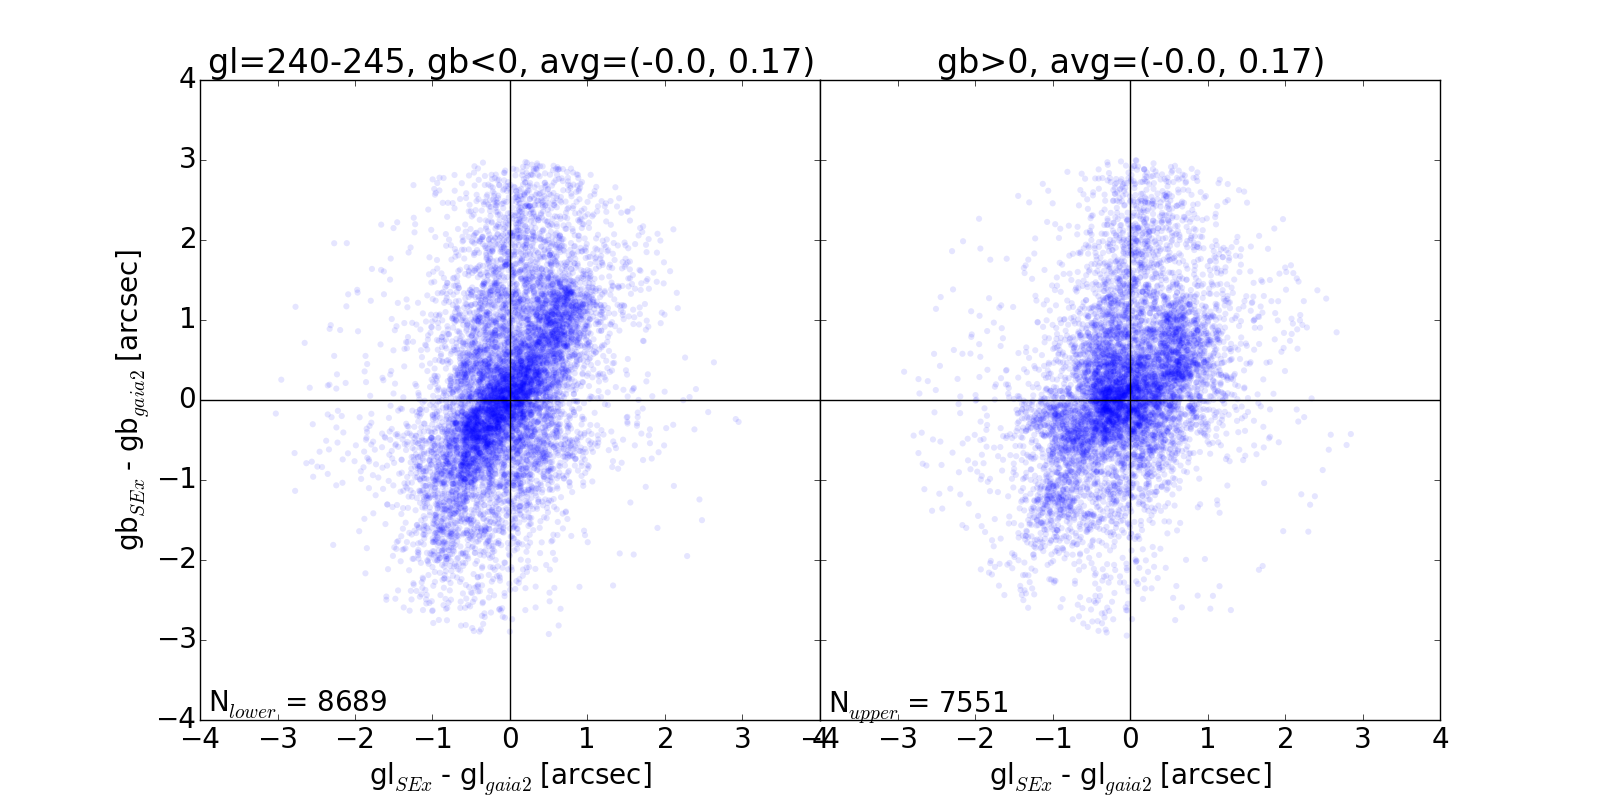 gl=240-245, gb<0, avg=(-0.0, 0.17)
gb>0, avg=(-0.0, 0.17)
4
3
2
1
0
−1
−2
−3
−4
gb_SEx - gb_gaia2 [arcsec]
N_lower = 8689
N_upper = 7551
−4 −3 −2 −1 0 1 2 3 4
−4 −3 −2 −1 0 1 2 3 4
gl_SEx - gl_gaia2 [arcsec]
gl_SEx - gl_gaia2 [arcsec]